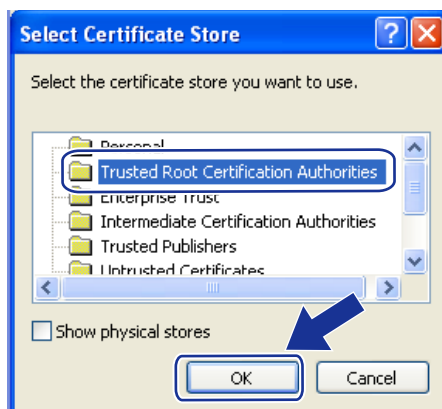 Select Certificate Store
Select the certificate store you want to use.
Personal
Trusted Root Certification Authorities
Enterprise Trust
Intermediate Certification Authorities
Trusted Publishers
Untrusted Certificates
Show physical stores
OK Cancel